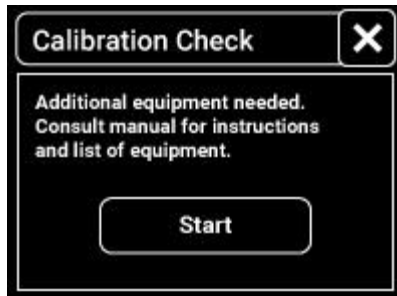 Calibration Check
Additional equipment needed.
Consult manual for instructions
and list of equipment.
Start